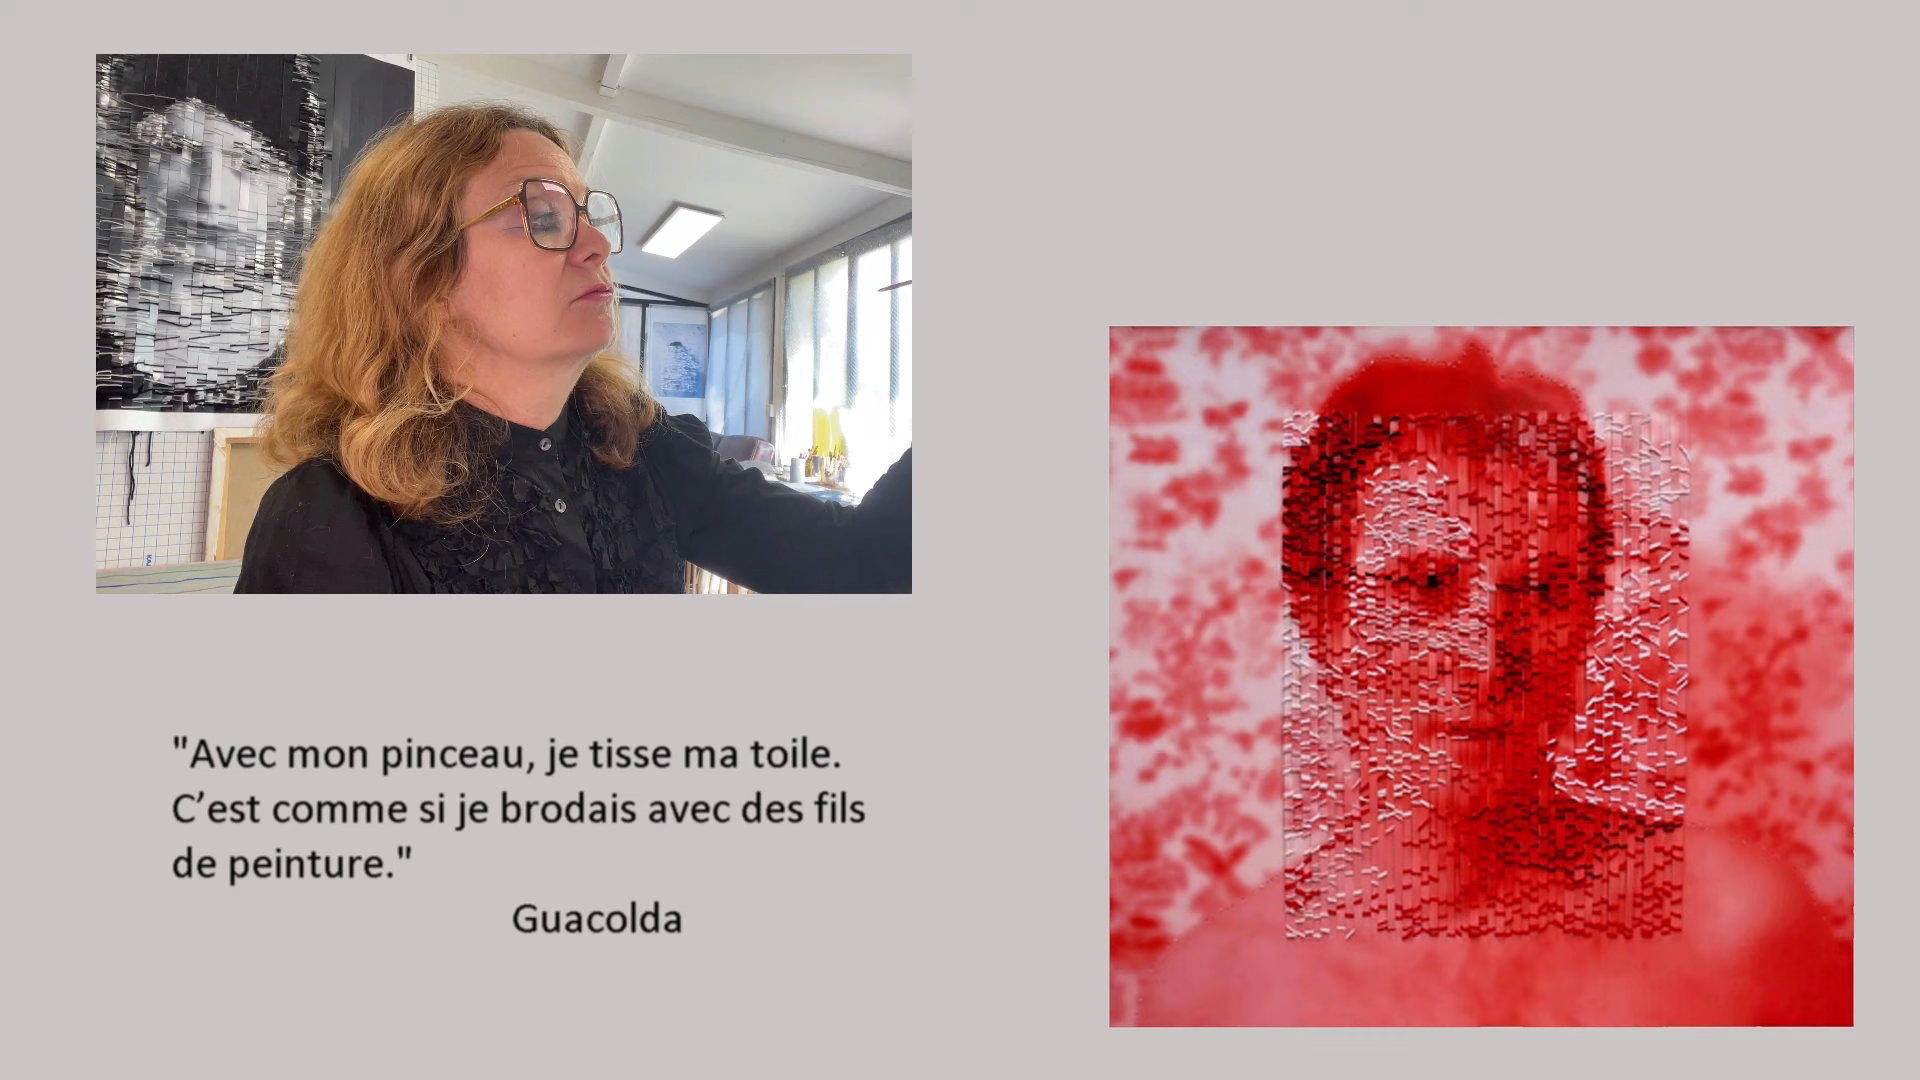 "Avec mon pinceau, je tisse ma toile.
C’est comme si je brodais avec des fils
de peinture."
Guacolda